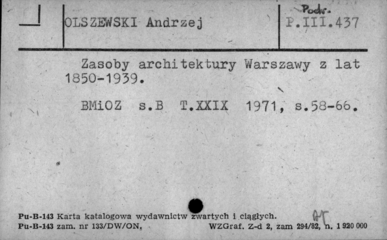 Podr.
OLSZEWSKI Andrzej P.III.437
Zasoby architektury Warszawy z lat
1850-1939.
BMiOZ s.B T.XXIX 1971, s.58-66.
Pu-B-143 Karta katalogowa wydawnictw zwartych i ciągłych.
Pu-B-143 zam. nr 133/DW/ON, WZGraf. Z-d 2, zam 294/82, n. 1 920 000